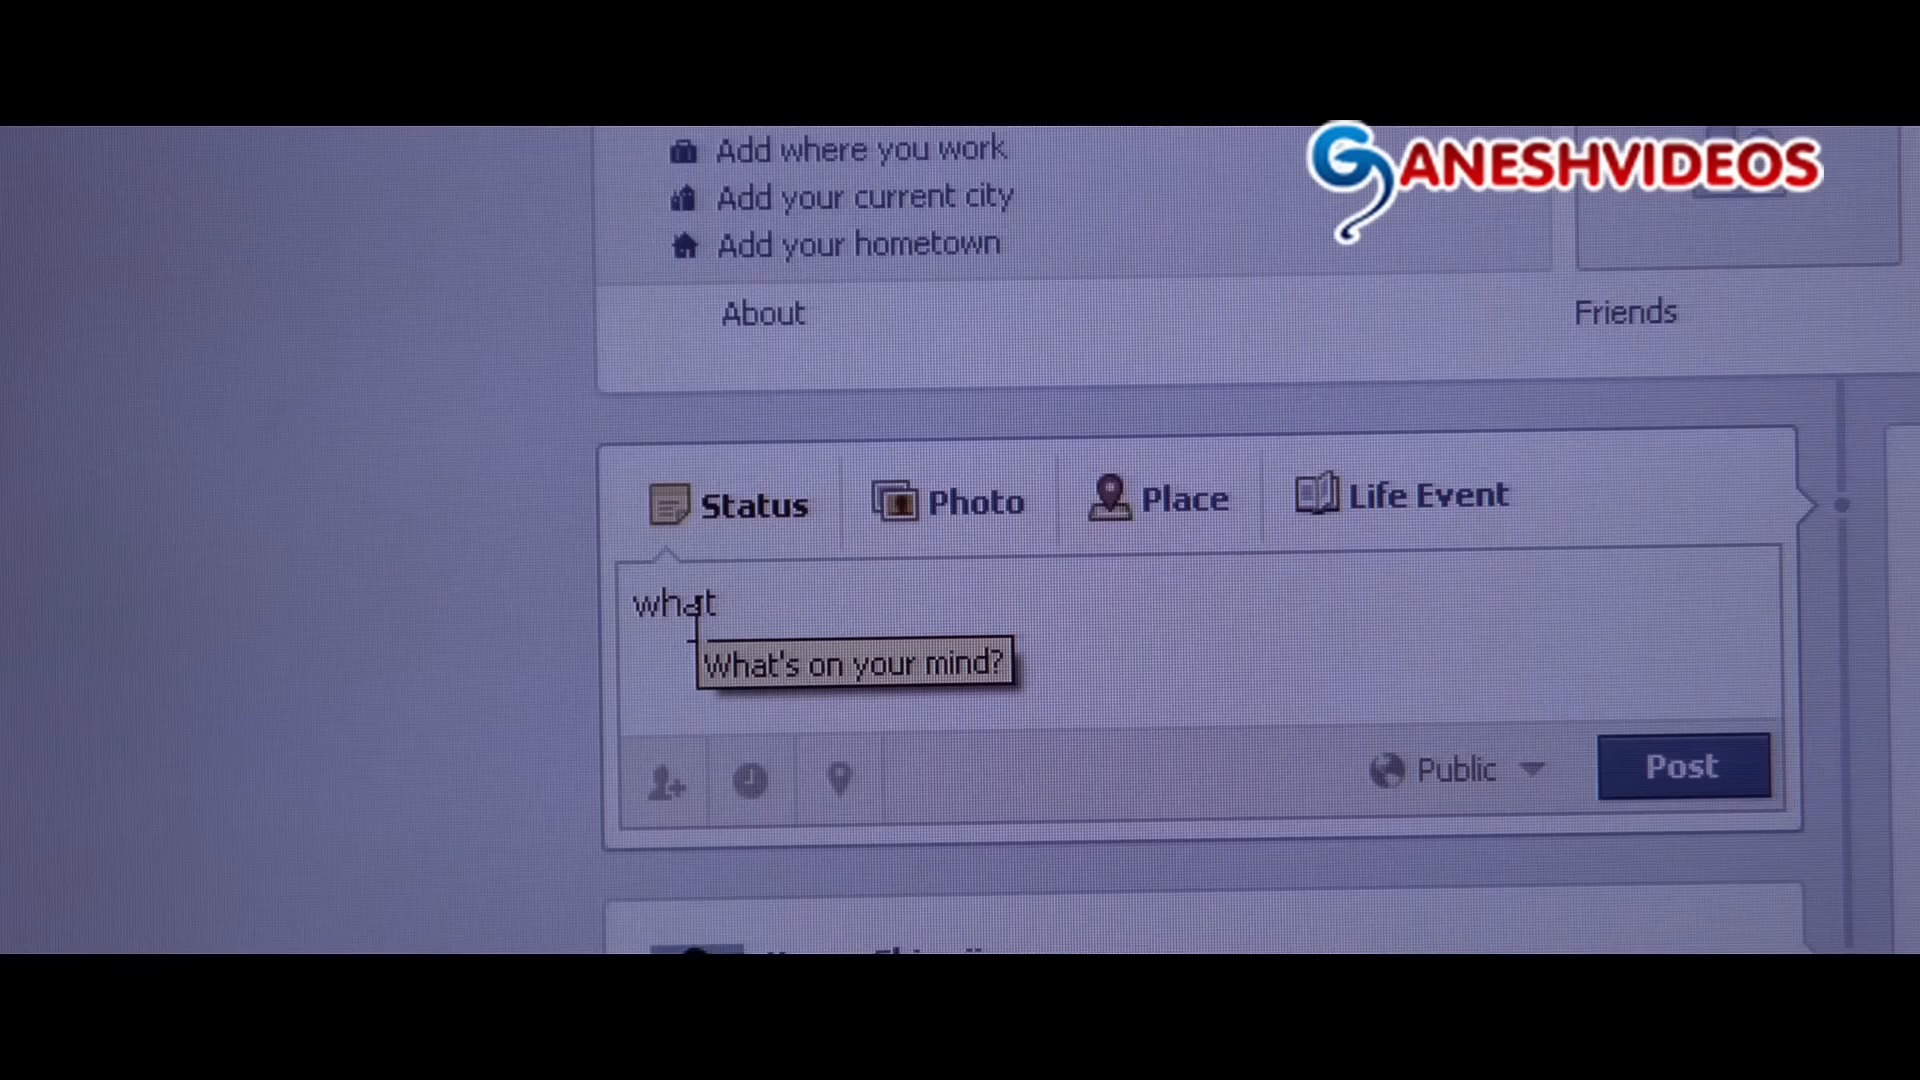 GANESHVIDEOS
Add where you work
Add your current city
Add your hometown
About
Friends
Status
Photo
Place
Life Event
what
What's on your mind?
Public
Post